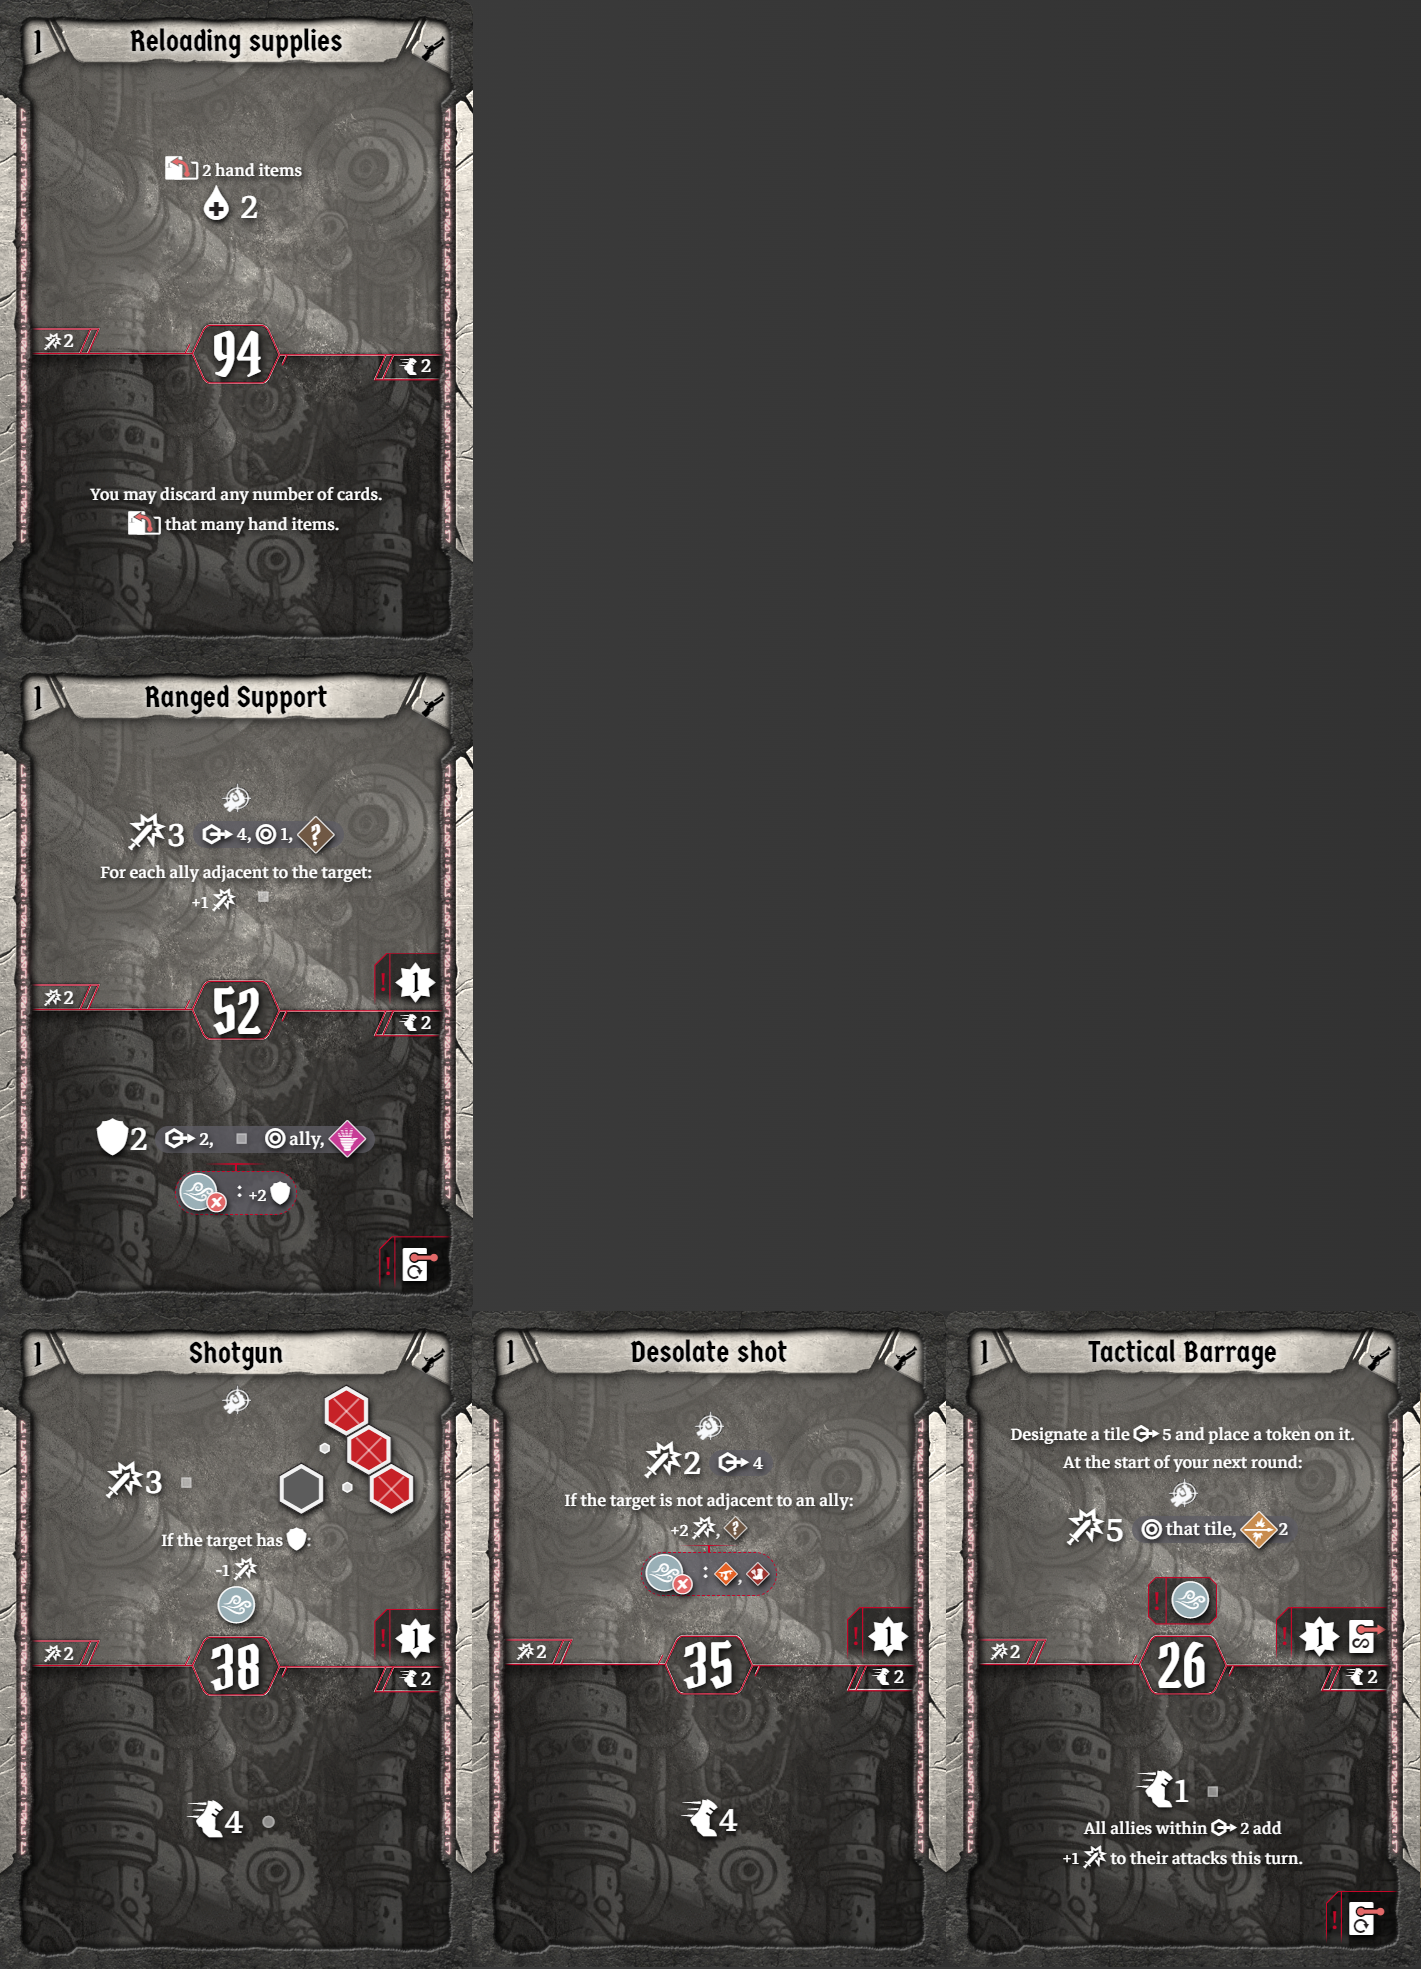 1 Reloading supplies
2 hand items
2
2
94
2
You may discard any number of cards.
that many hand items.
1 Ranged Support
3 4, 1, ?
For each ally adjacent to the target:
+1
! 1
2
52
2
2 2, ally,
: +2
!
1 Shotgun
3
If the target has :
-1
! 1
2
38
2
4
1 Desolate shot
2 4
If the target is not adjacent to an ally:
+2 , ?
: ,
! 1
2
35
2
4
1 Tactical Barrage
Designate a tile 5 and place a token on it.
At the start of your next round:
5 that tile, 2
!
! 1 S
2
26
2
1
All allies within 2 add
+1 to their attacks this turn.
!